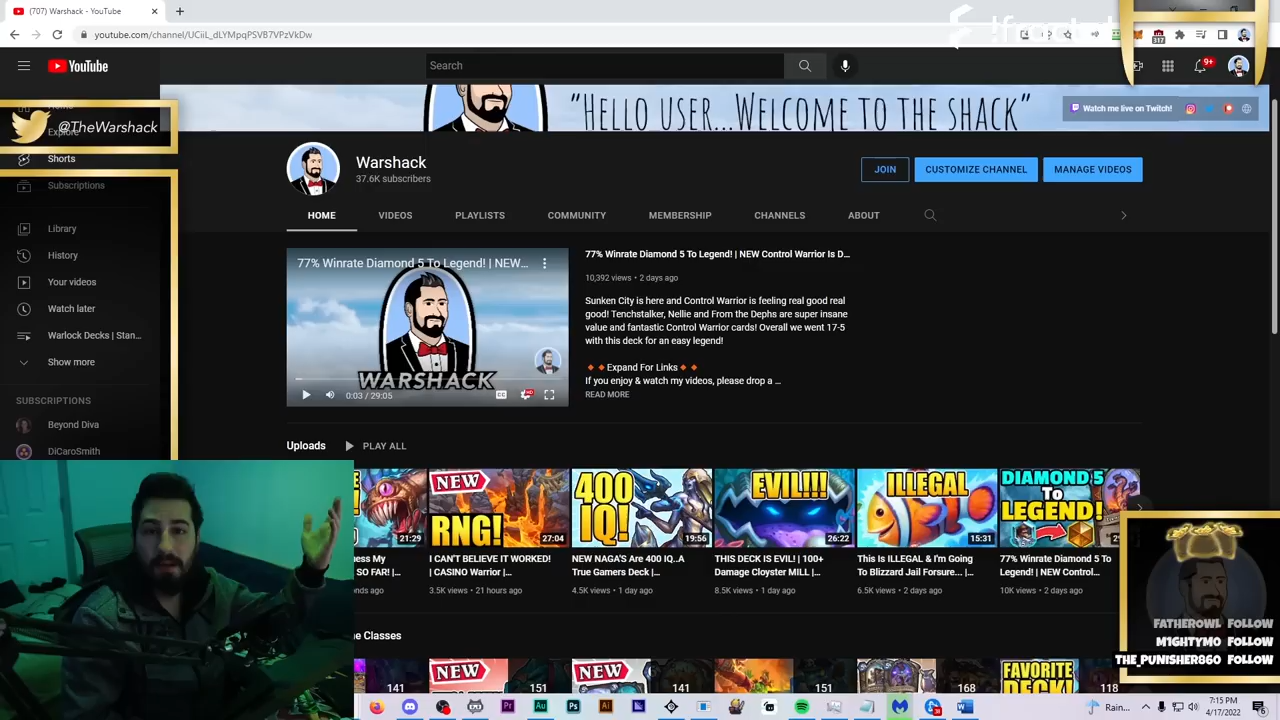 (707) Warshack - YouTube
youtube.com/channel/UCiiL_dLYMpqPSVB7VPzVkDw
317
YouTube
Search
9+
"HELLO USER...WELCOME TO THE SHACK"
Watch me live on Twitch!
@TheWarshack
Explore
Shorts
Subscriptions
Library
History
Your videos
Watch later
Warlock Decks | Stan...
Show more
SUBSCRIPTIONS
Beyond Diva
DiCaroSmith
Warshack
37.6K subscribers
JOIN
CUSTOMIZE CHANNEL
MANAGE VIDEOS
HOME
VIDEOS
PLAYLISTS
COMMUNITY
MEMBERSHIP
CHANNELS
ABOUT
77% Winrate Diamond 5 To Legend! | NEW...
WARSHACK
0:03 / 29:05
77% Winrate Diamond 5 To Legend! | NEW Control Warrior Is D...
10,392 views • 2 days ago
Sunken City is here and Control Warrior is feeling real good real
good! Tenchstalker, Nellie and From the Dephs are super insane
value and fantastic Control Warrior cards! Overall we went 17-5
with this deck for an easy legend!
🔸🔸Expand For Links🔸🔸
If you enjoy & watch my videos, please drop a ...
READ MORE
Uploads
PLAY ALL
21:29
NEW
RNG!
27:04
I CAN'T BELIEVE IT WORKED!
| CASINO Warrior |...
3.5K views • 21 hours ago
400
IQ!
19:56
NEW NAGA'S Are 400 IQ..A
True Gamers Deck |...
4.5K views • 1 day ago
EVIL!!!
26:22
THIS DECK IS EVIL! | 100+
Damage Cloyster MILL |...
8.5K views • 1 day ago
ILLEGAL
15:31
This is ILLEGAL & I'm Going
To Blizzard Jail Forsure... |...
6.5K views • 2 days ago
DIAMOND 5
To
LEGEND!
77% Winrate Diamond 5 To
Legend! | NEW Control...
10K views • 2 days ago
SO FAR! |...
Classes
141
NEW
151
NEW
141
151
168
FAVORITE
DECK!
118
FATHEROWL FOLLOW
M1GHTYMO FOLLOW
THE_PUNISHER860 FOLLOW
Rain...
7:15 PM
4/17/2022